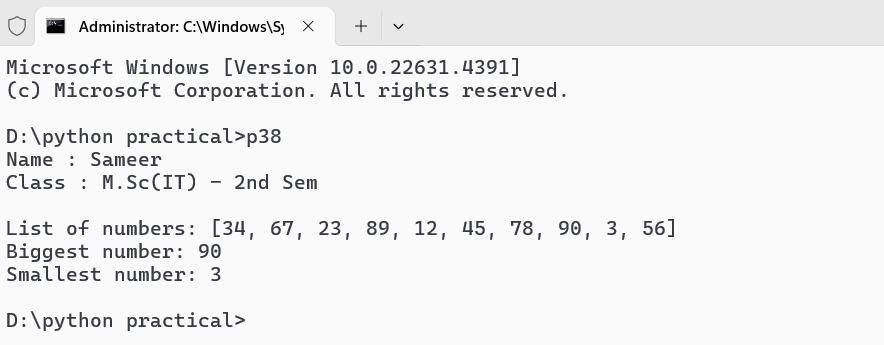 Administrator: C:\Windows\Sy
Microsoft Windows [Version 10.0.22631.4391]
(c) Microsoft Corporation. All rights reserved.
D:\python practical>p38
Name : Sameer
Class : M.Sc(IT) - 2nd Sem
List of numbers: [34, 67, 23, 89, 12, 45, 78, 90, 3, 56]
Biggest number: 90
Smallest number: 3
D:\python practical>